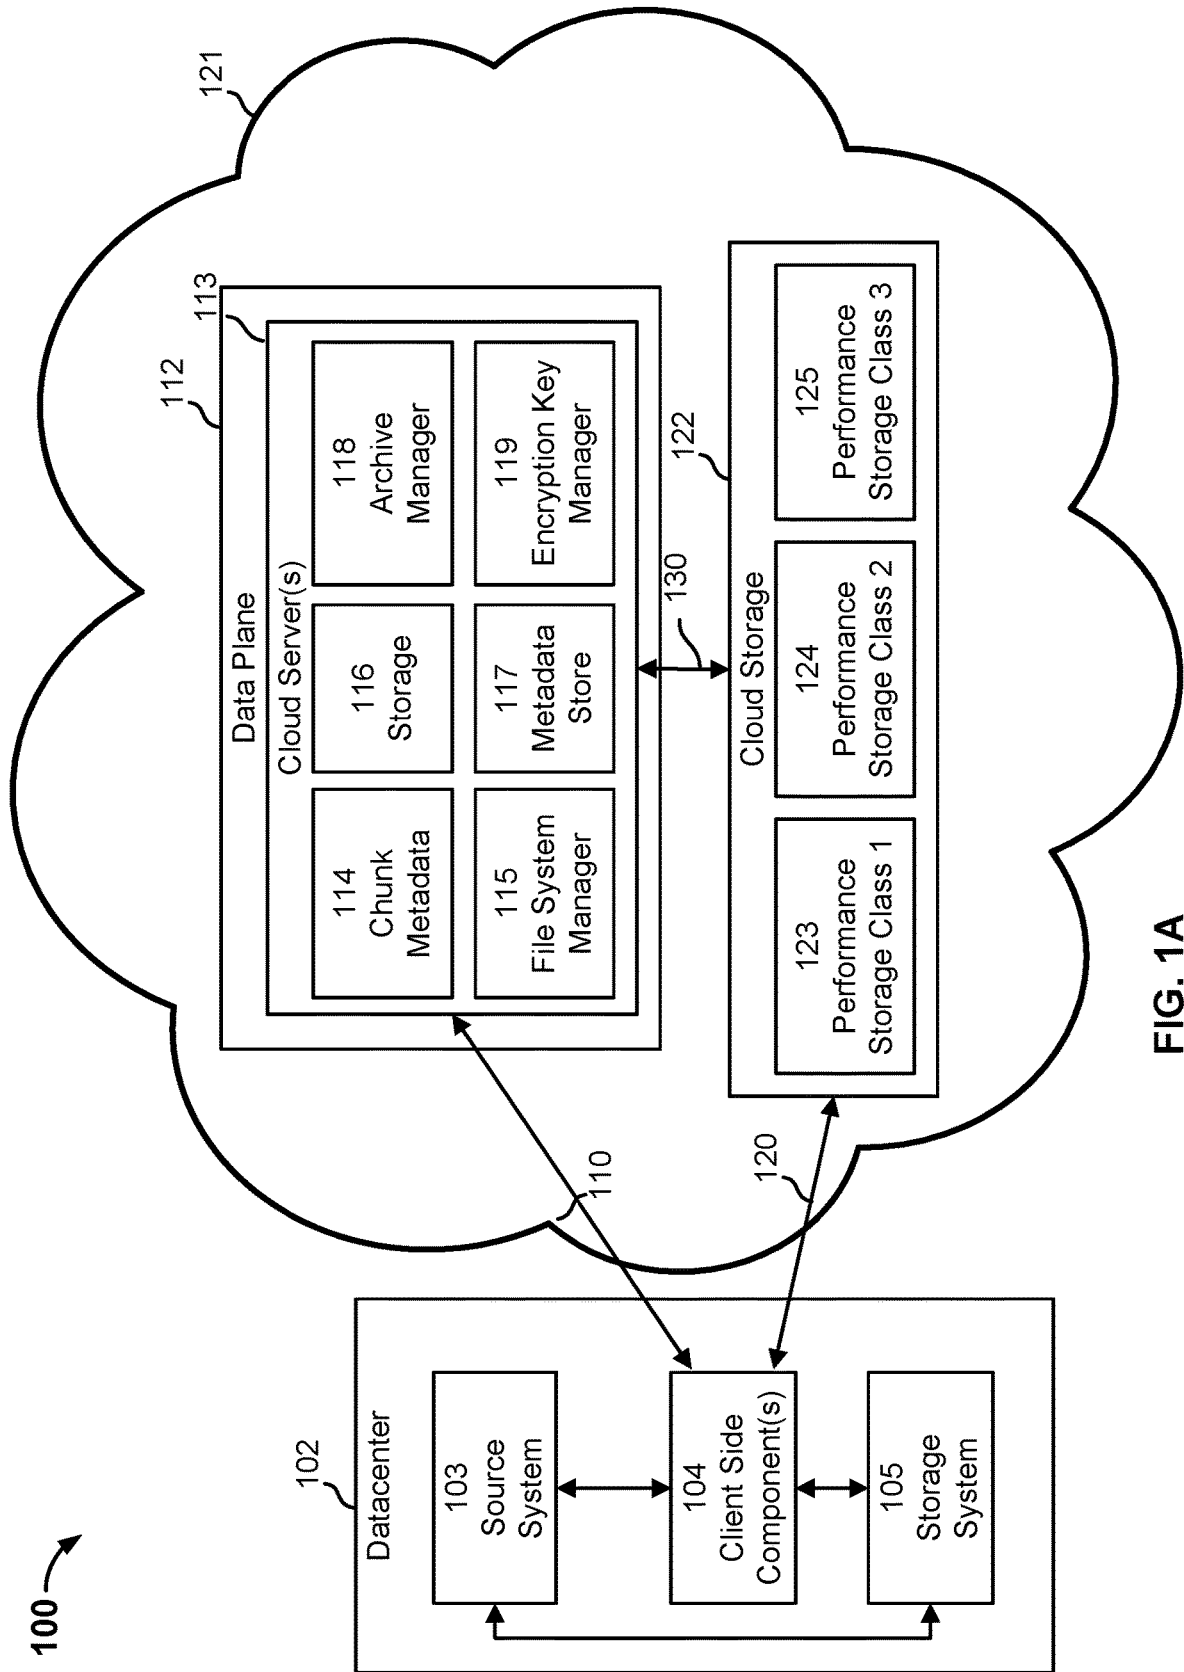 100
102
Datacenter
103
Source
System
104
Client Side
Component(s)
105
Storage
System
110
120
121
112
113
Data Plane
Cloud Server(s)
114
Chunk
Metadata
116
Storage
118
Archive
Manager
115
File System
Manager
117
Metadata
Store
119
Encryption Key
Manager
130
122
Cloud Storage
123
Performance
Storage Class 1
124
Performance
Storage Class 2
125
Performance
Storage Class 3
FIG. 1A